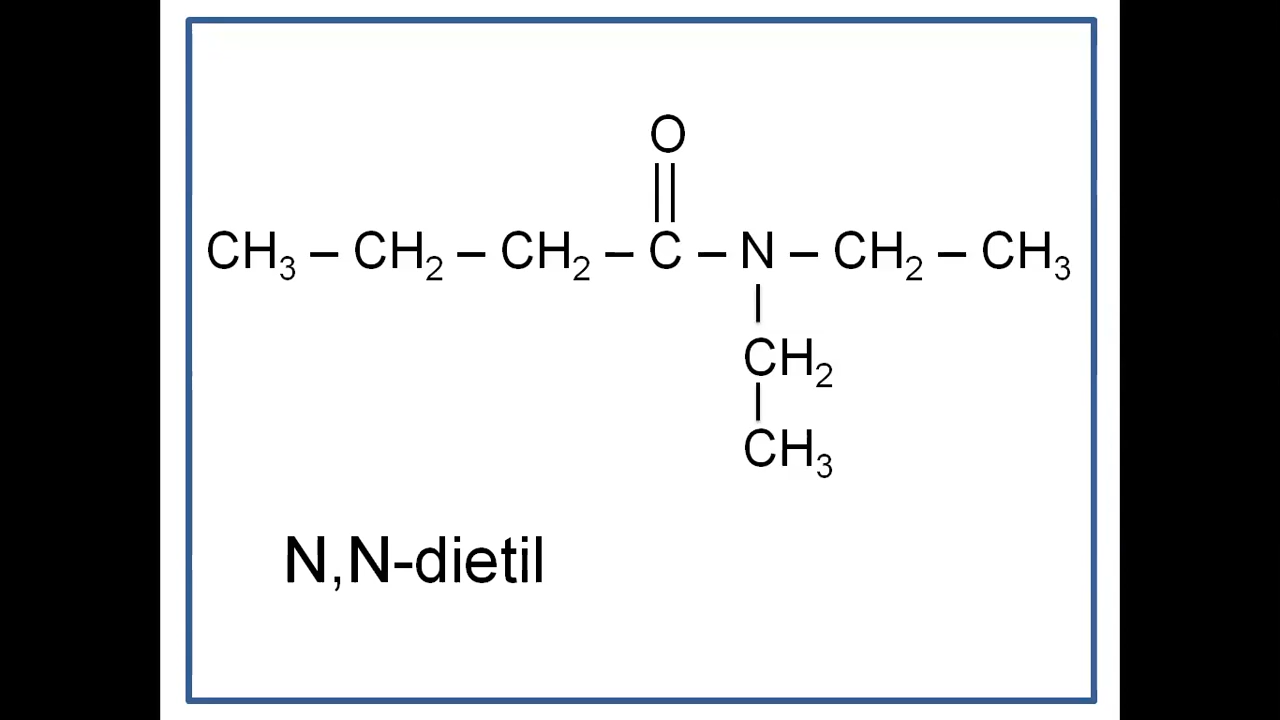 O
CH₃ – CH₂ – CH₂ – C – N – CH₂ – CH₃
CH₂
CH₃
N,N-dietil